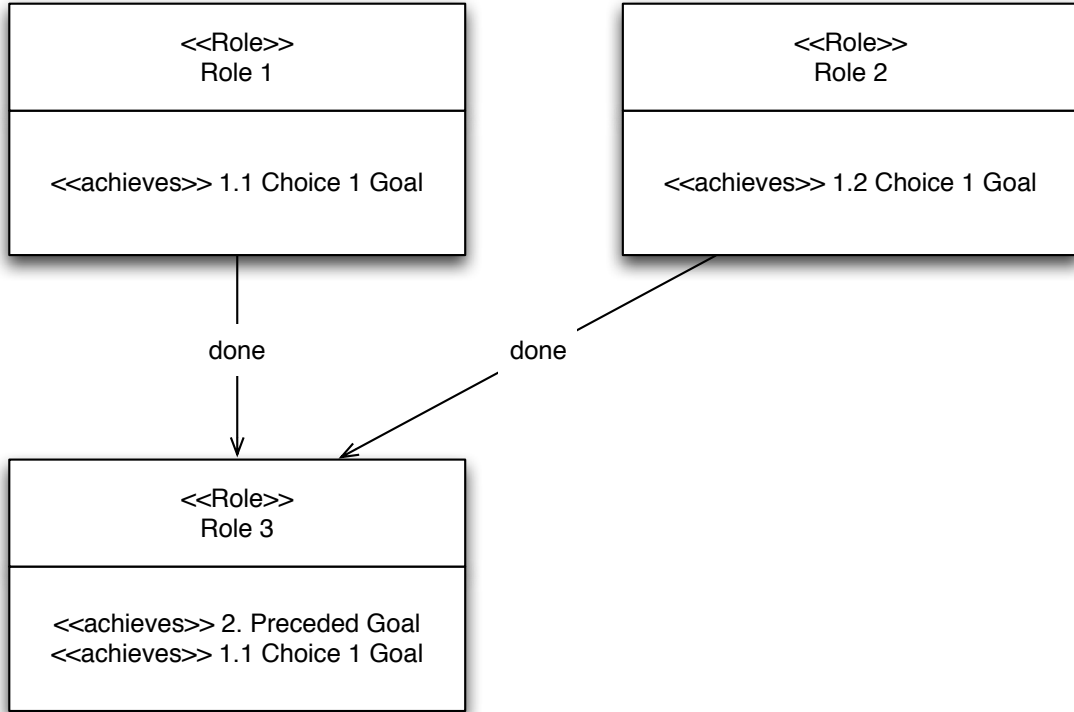 <<Role>>
Role 1
<<achieves>> 1.1 Choice 1 Goal
<<Role>>
Role 2
<<achieves>> 1.2 Choice 1 Goal
done
done
<<Role>>
Role 3
<<achieves>> 2. Preceded Goal
<<achieves>> 1.1 Choice 1 Goal